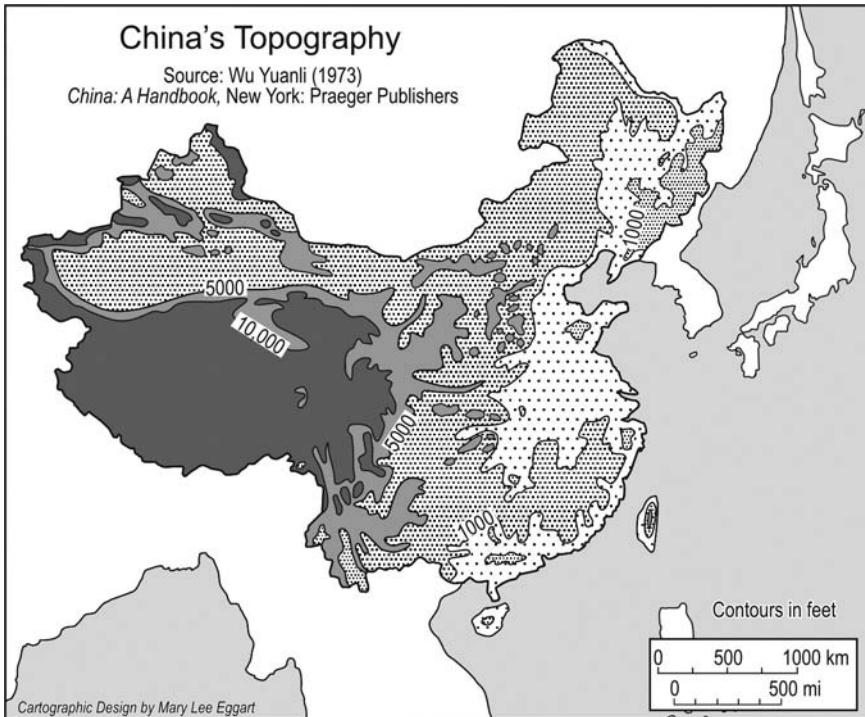 China's Topography
Source: Wu Yuanli (1973)
China: A Handbook, New York: Praeger Publishers
1000
5000
10,000
5000
1000
Contours in feet
0 500 1000 km
0 500 mi
Cartographic Design by Mary Lee Eggart